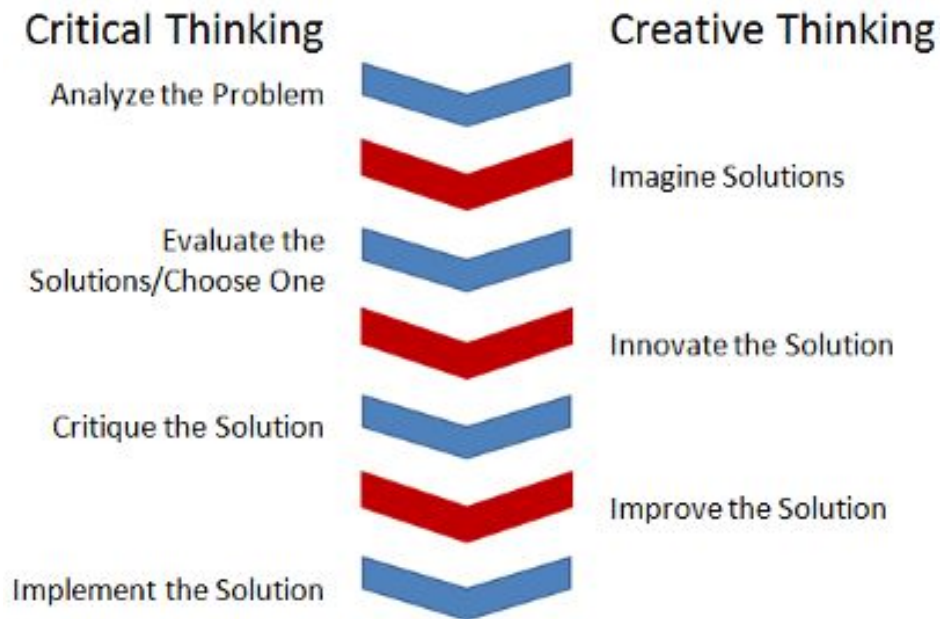 Critical Thinking
Creative Thinking
Analyze the Problem
Imagine Solutions
Evaluate the
Solutions/Choose One
Innovate the Solution
Critique the Solution
Improve the Solution
Implement the Solution